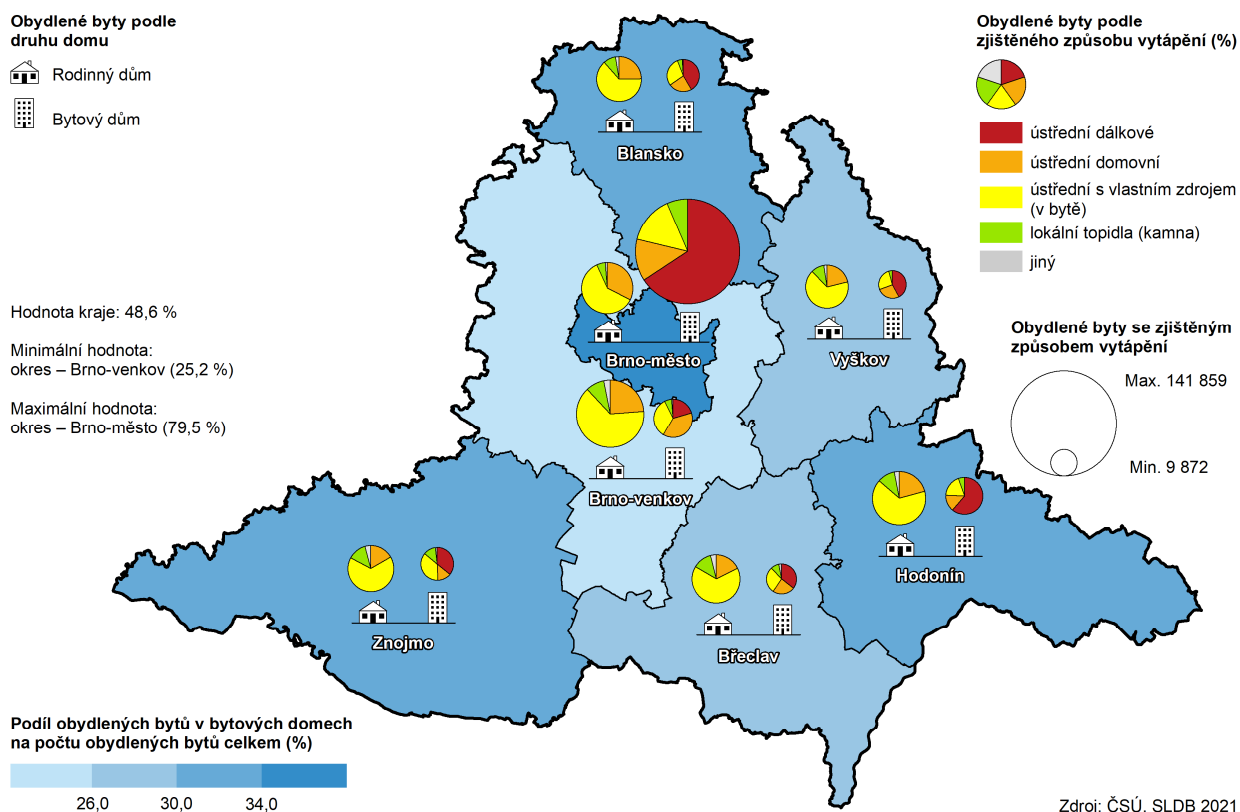 Obydlené byty podle
druhu domu
Rodinný dům
Bytový dům
Obydlené byty podle
zjištěného způsobu vytápění (%)
ústřední dálkové
ústřední domovní
ústřední s vlastním zdrojem
(v bytě)
lokální topidla (kamna)
jiný
Hodnota kraje: 48,6 %
Minimální hodnota:
okres – Brno-venkov (25,2 %)
Maximální hodnota:
okres – Brno-město (79,5 %)
Obydlené byty se zjištěným
způsobem vytápění
Max. 141 859
Min. 9 872
Blansko
Brno-město
Vyškov
Brno-venkov
Hodonín
Znojmo
Břeclav
Podíl obydlených bytů v bytových domech
na počtu obydlených bytů celkem (%)
26,0 30,0 34,0
Zdroj: ČSÚ, SLDB 2021